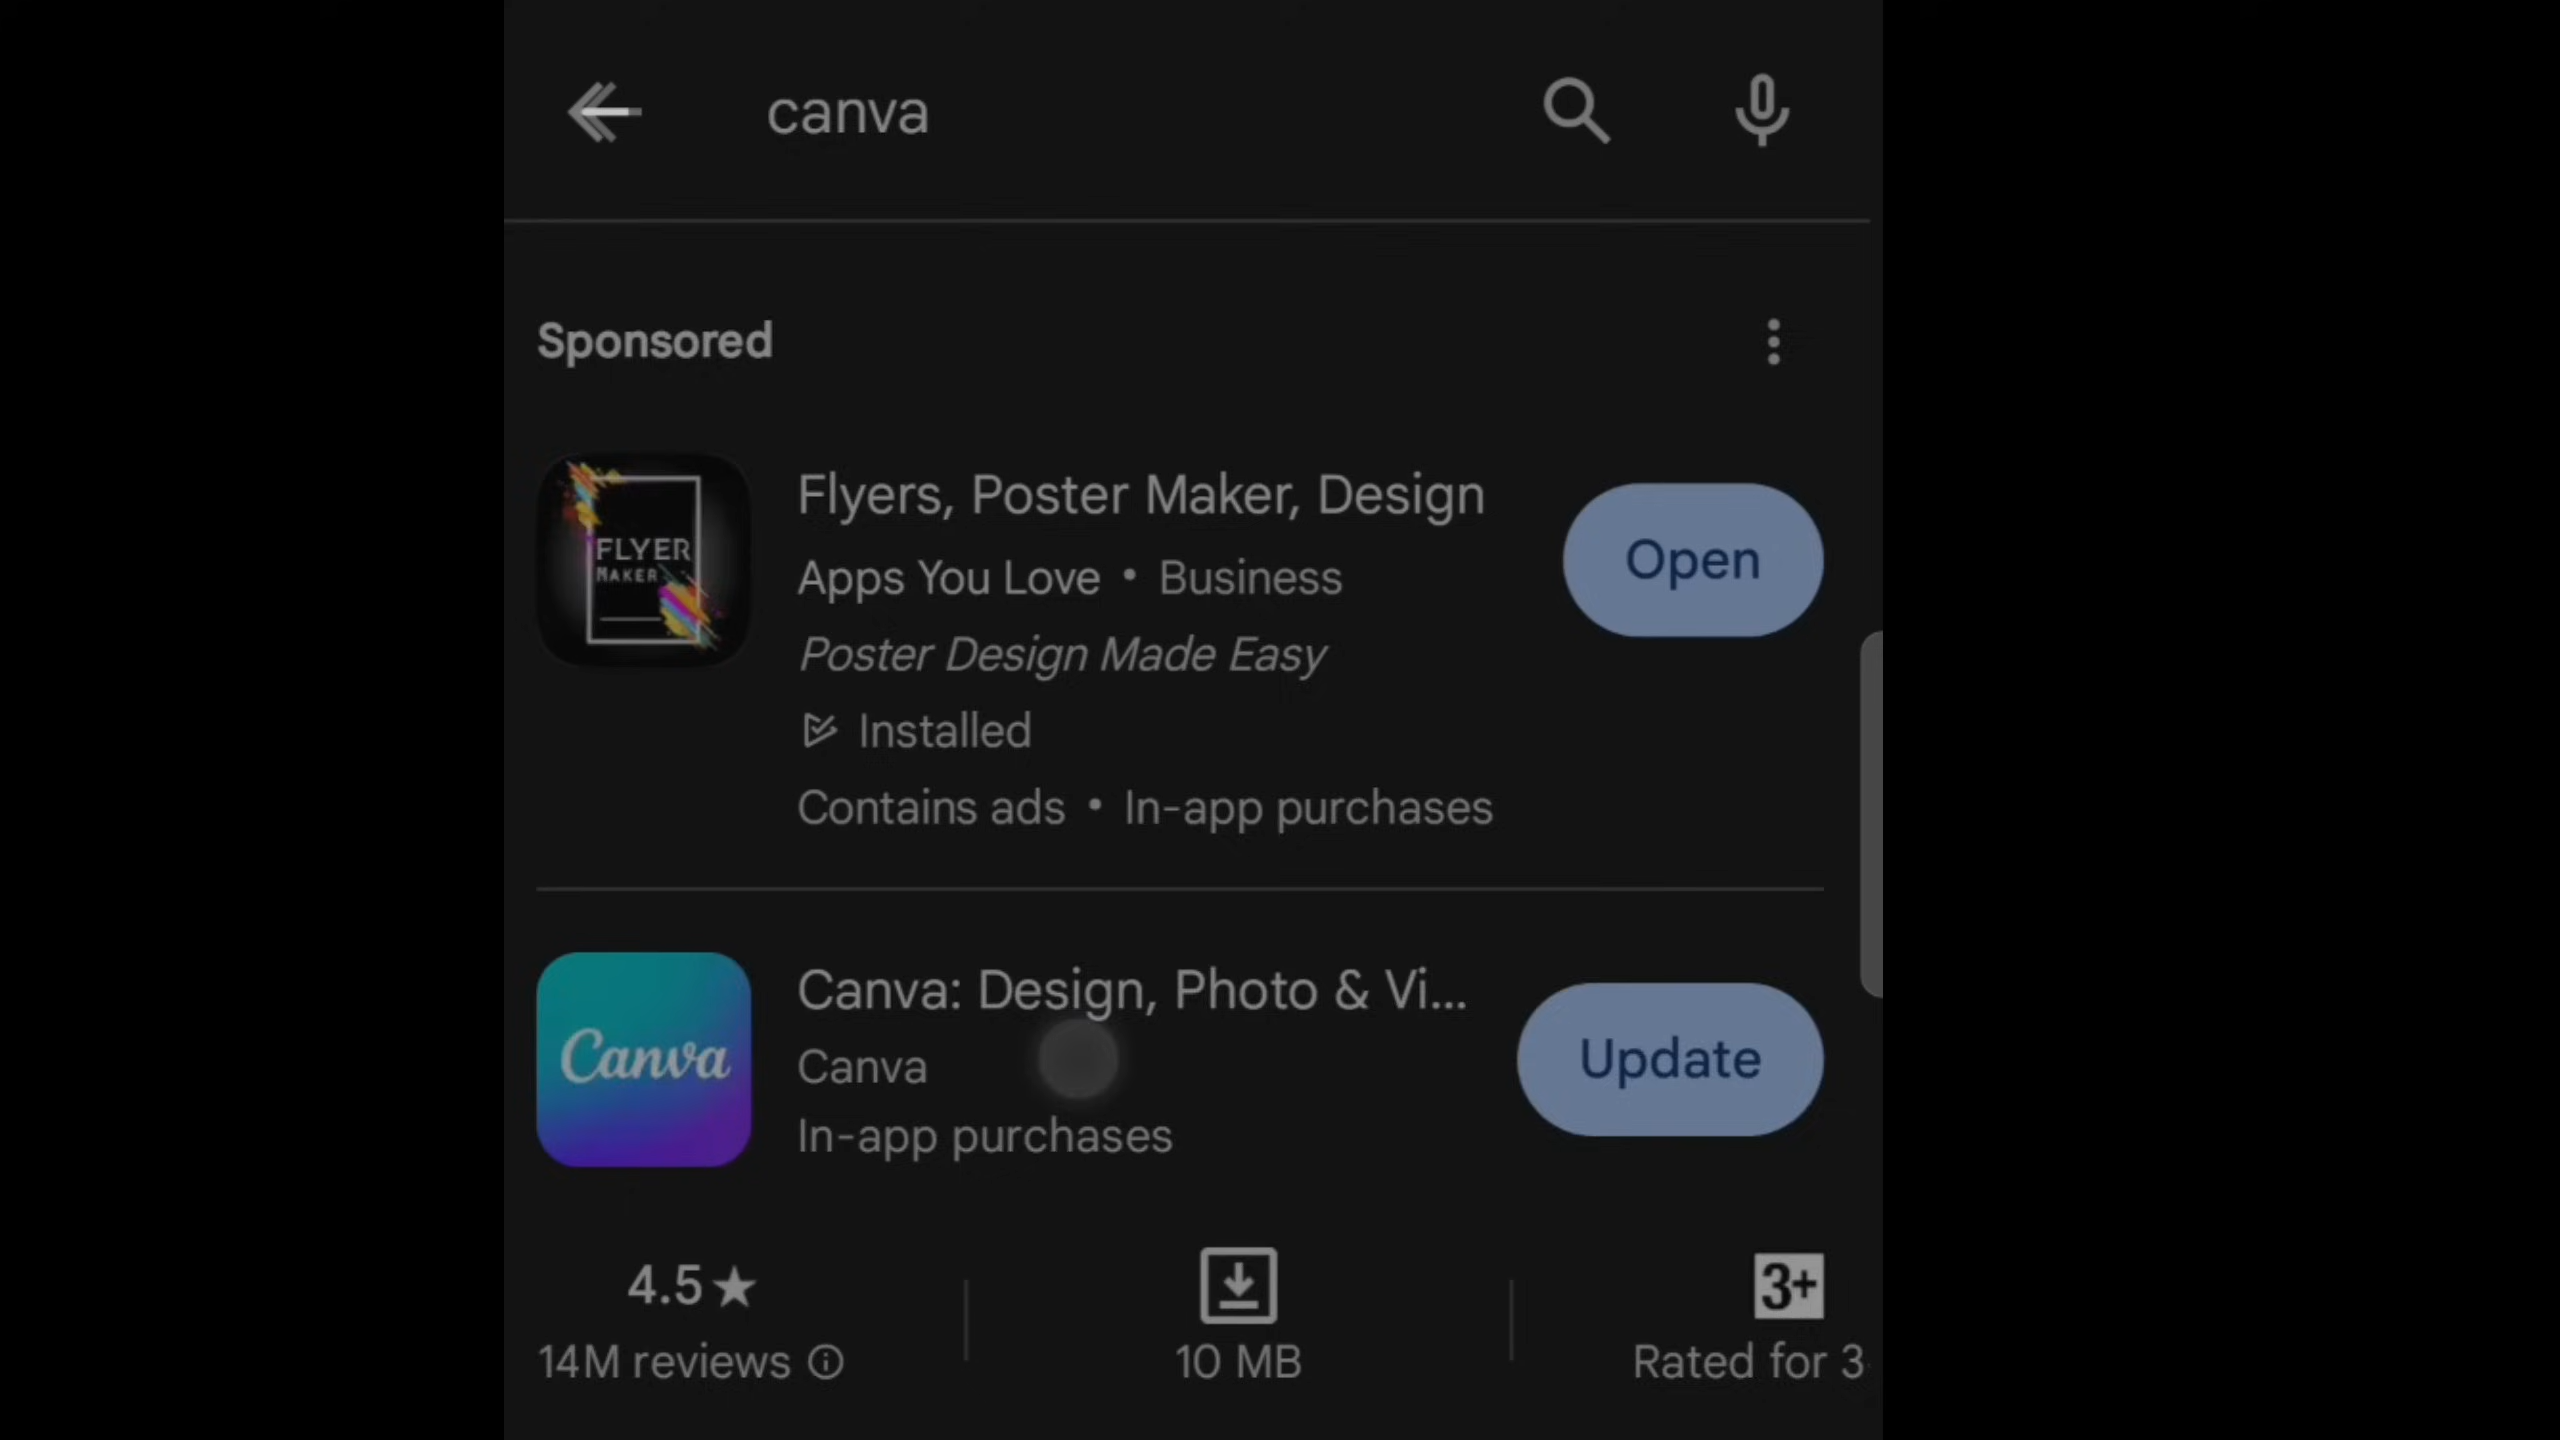 canva
Sponsored
FLYER
MAKER
Flyers, Poster Maker, Design
Open
Apps You Love • Business
Poster Design Made Easy
Installed
Contains ads • In-app purchases
Canva
Canva: Design, Photo & Vi...
Update
Canva
In-app purchases
4.5★
14M reviews
10 MB
3+
Rated for 3